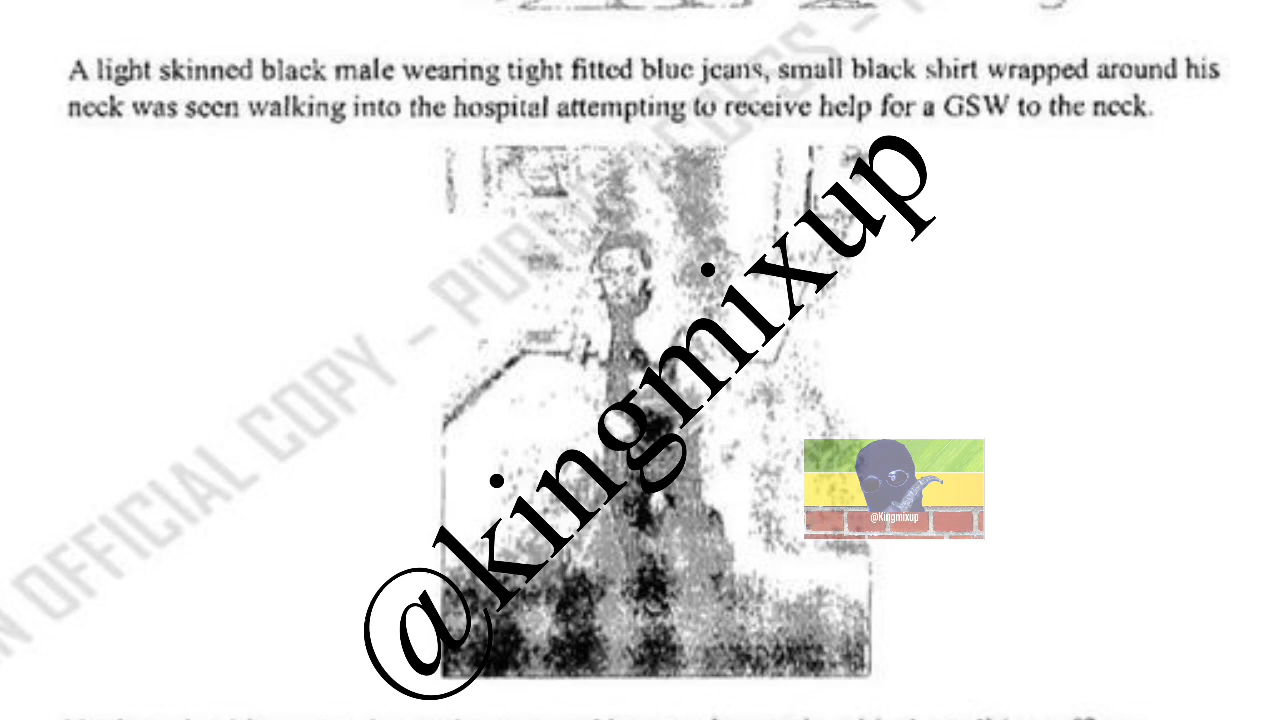 A light skinned black male wearing tight fitted blue jeans, small black shirt wrapped around his
neck was seen walking into the hospital attempting to receive help for a GSW to the neck.
N OFFICIAL COPY - PUBLIC
@kingmixup
@Kingmixup